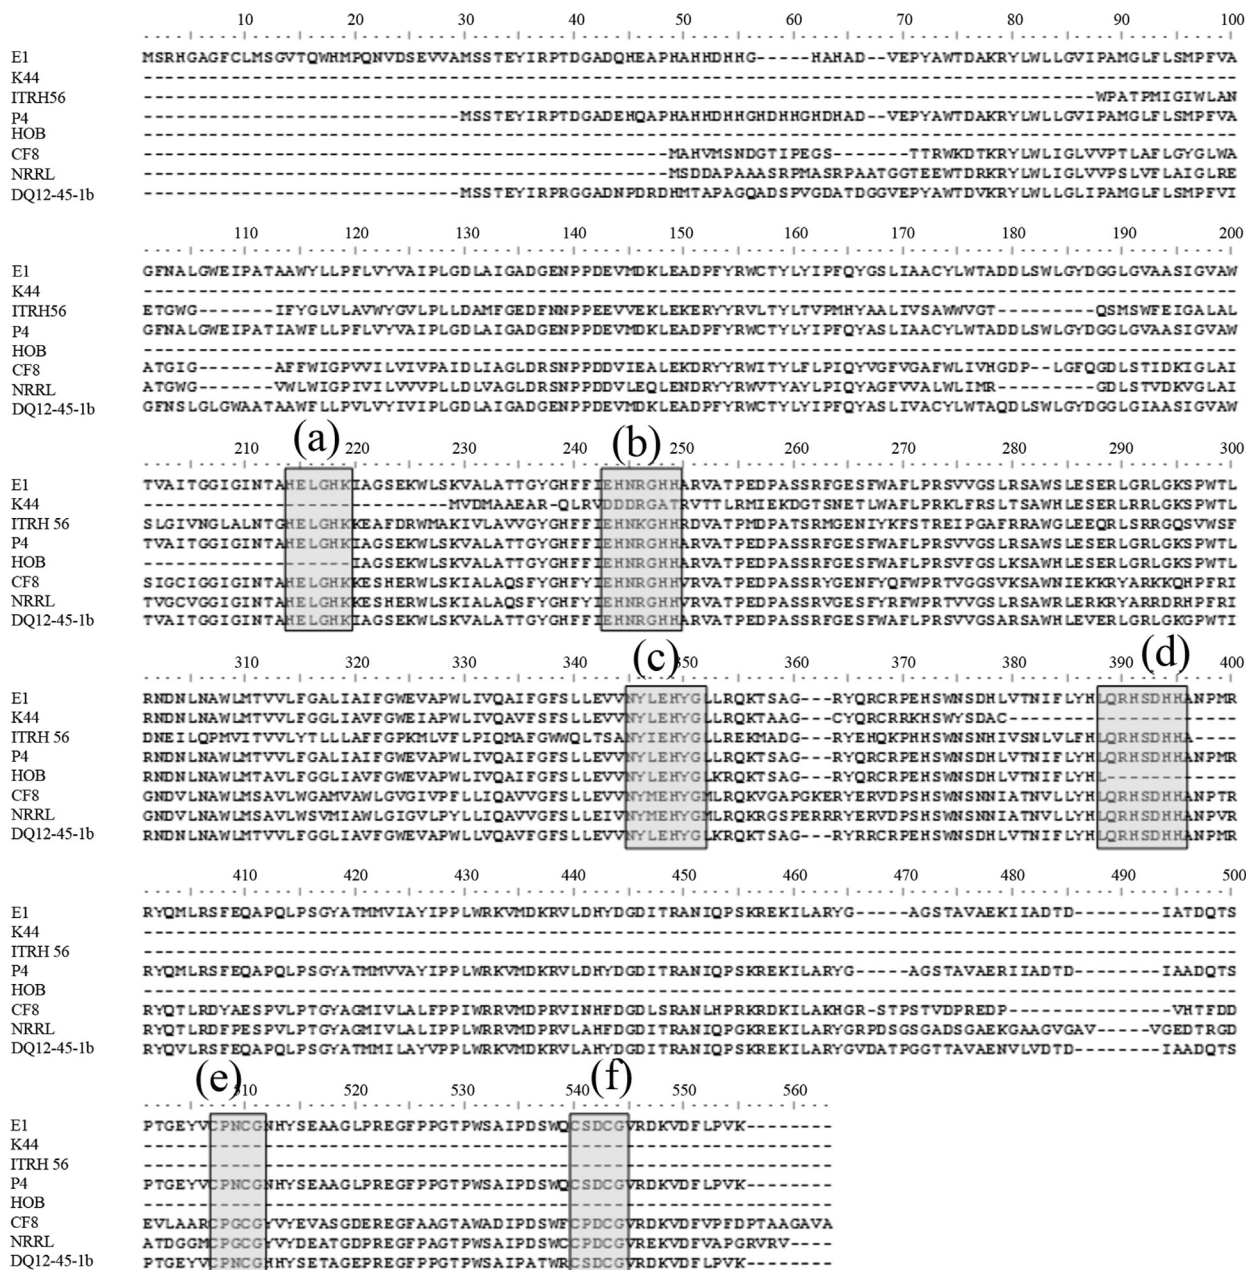 10 20 30 40 50 60 70 80 90 100
E1 MSRHGAGFCLMSGVTQWHMPQNVDSEVVAMSSTEYIRPTDGADQHEAPHAHHDHHG-----HAHAD--VEPYAWTDAKRYLWLLGVIPAMGLFLSMPFVA
K44 ----------------------------------------------------------------------------------------------------
ITRH56 ---------------------------------------------------------------------------------------WPATPMIGIWLAN
P4 -----------------------------MSSTEYIRPTDGADEHQAPHAHHDHHGHDHHGHDHAD--VEPYAWTDAKRYLWLLGVIPAMGLFLSMPFVA
HOB ----------------------------------------------------------------------------------------------------
CF8 ------------------------------------------------MAHVMSNDGTIPEGS-------TTRWKDTKRYLWLIGLVVPTLAFLGYGLWA
NRRL ------------------------------------------------MSDDAPAAASRPMASRPAATGGTEEWTDRKRYLWLIGLVVPSLVFLAIGLRE
DQ12-45-1b -----------------------------MSSTEYIRPRGGADNPDRDHMTAPAGQADSPVGDATDGGVEPYAWTDVKRYLWLLGLIPAMGLFLSMPFVI
110 120 130 140 150 160 170 180 190 200
E1 GFNALGWEIPATAAWYLLPFLVYVAIPLGDLAIGADGENPPDEVMDKLEADPFYRWCTYLYIPFQYGSLIAACYLWTADDLSWLGYDGGLGVAASIGVAW
K44 ----------------------------------------------------------------------------------------------------
ITRH56 ETGWG-------IFYGLVLAVWYGVLPLLDAMFGEDFNNPPEEVVEKLEKERYYRVLTYLTVPMHYAALIVSAWWVGT---------QSMSWFEIGALAL
P4 GFNALGWEIPATIAWFLLPFLVYVAIPLGDLAIGADGENPPDEVMDKLEADPFYRWCTYLYIPFQYASLIAACYLWTADDLSWLGYDGGLGVAASIGVAW
HOB ----------------------------------------------------------------------------------------------------
CF8 ATGIG-------AFFWIGPVVILVIVPAIDLIAGLDRSNPPDDVIEALEKDRYYRWITYLFLPIQYVGFVGAFWLIVHGDP--LGFQGDLSTIDKIGLAI
NRRL ATGWG-------VWLWIGPIVILVVVPLLDLVAGLDRSNPPDDVLEQLENDRYYRWVTYAYLPIQYAGFVVALWLIMR---------GDLSTVDKVGLAI
DQ12-45-1b GFNSLGLGWAATAAWFLLPVLVYIVIPLGDLAIGADGENPPDEVMDKLEADPFYRWCTYLYIPFQYASLIVACYLWTAQDLSWLGYDGGLGIAASIGVAW
(a) (b)
210 220 230 240 250 260 270 280 290 300
E1 TVAITGGIGINTAHELGHKIAGSEKWLSKVALATTGYGHFFIEHNRGHHARVATPEDPASSRFGESFWAFLPRSVVGSLRSAWSLESERLGRLGKSPWTL
K44 ----------------------------MVDMAAEAR-QLRVDDDRGATRVTTLRMIEKDGTSNETLWAFLPRKLFRSLTSAWHLRSERLGRLGKSPWTL
ITRH 56 SLGIVNGLALNTGHELGHKKEAFDRWMAKIVLAVVGYGHFFIEHNKGHHRDVATPMDPATSRMGENIYKFSTREIPGAFRRAWGLEEQRLSRRGQSVWSF
P4 TVAITGGIGINTAHELGHKIAGSEKWLSKVALATTGYGHFFIEHNRGHHARVATPEDPASSRFGESFWAFLPRSVVGSLRSAWSLESERLGRLGKSPWTL
HOB -------------------IAGSEKWLSKVALATTGYGHFFIEHNRGHHARVATPEDPASSRFGESFWAFLPRSVFGSLKSAWHLESERLGRLGKSPWTL
CF8 SIGCIGGIGINTAHELGHKKESHERWLSKIALAQSFYGHFYIEHNRGHHVRVATPEDPASSRYGENFYQFWPRTVGGSVKSAWNIEKKRYARKKQHPFRI
NRRL TVGCVGGIGINTAHELGHKKESHERWLSKIALAQSFYGHFYIEHNRGHHVRVATPEDPASSRVGESFYRFWPRTVVGSLRSAWRLERKRYARRDRHPFRI
DQ12-45-1b TVAITGGIGINTAHELGHKIAGSEKWLSKVALATTGYGHFFIEHNRGHHARVATPEDPASSRFGESFWAFLPRSVVGSARSAWHLEVERLGRLGKGPWTI
(c) (d)
310 320 330 340 350 360 370 380 390 400
E1 RNDNLNAWLMTVVLFGALIAIFGWEVAPWLIVQAIFGFSLLEVVNYLEHYGLLRQKTSAG---RYQRCRPEHSWNSDHLVTNIFLYHLQRHSDHHANPMR
K44 RNDNLNAWLMTVVLFGGLIAVFGWEIAPWLIVQAVFSFSLLEVVNYLEHYGLLRQKTAAG---CYQRCRRKHSWYSDAC---------------------
ITRH 56 DNEILQPMVITVVLYTLLLAFFGPKMLVFLPIQMAFGWWQLTSANYIEHYGLLREKMADG---RYEHQKPHHSWNSNHIVSNLVLFHLQRHSDHHA----
P4 RNDNLNAWLMTVVLFGALIAIFGWEVAPWLIVQAIFGFSLLEVVNYLEHYGLLRQKTSAG---RYQRCRPEHSWNSDHLVTNIFLYHLQRHSDHHANPMR
HOB RNDNLNAWLMTAVLFGGLIAVFGWEVAPWLIVQAIFGFSLLEVVNYLEHYGLKRQKTSAG---RYQRCRPEHSWNSDHLVTNIFLYHL------------
CF8 GNDVLNAWLMSAVLWGAMVAWLGVGIVPFLLIQAVVGFSLLEVVNYMEHYGMLRQKVGAPGKERYERVDPSHSWNSNNIATNVLLYHLQRHSDHHANPTR
NRRL GNDVLNAWLMSAVLWSVMIAWLGIGVLPYLLIQAVVGFSLLEIVNYMEHYGMLRQKRGSPERRRYERVDPSHSWNSNNIATNVLLYHLQRHSDHHANPVR
DQ12-45-1b RNDNLNAWLMTVVLFGGLIAVFGWEVAPWLLVQAVFGFSLLEVVNYLEHYGLKRQKTSAG---RYRRCRPEHSWNSDHLVTNIFLYHLQRHSDHHANPMR
410 420 430 440 450 460 470 480 490 500
E1 RYQMLRSFEQAPQLPSGYATMMVIAYIPPLWRKVMDKRVLDHYDGDITRANIQPSKREKILARYG-----AGSTAVAEKIIADTD--------IATDQTS
K44 ----------------------------------------------------------------------------------------------------
ITRH 56 ----------------------------------------------------------------------------------------------------
P4 RYQMLRSFEQAPQLPSGYATMMVVAYIPPLWRKVMDKRVLDHYDGDITRANIQPSKREKILARYG-----AGSTAVAERIIADTD--------IAADQTS
HOB ----------------------------------------------------------------------------------------------------
CF8 RYQTLRDYAESPVLPTGYAGMIVLALFPPIWRRVMDPRVINHFDGDLSRANLHPRKDKILAKHGR-STPSTVDPREDP---------------VHTFDD
NRRL RYQTLRDFPESPVLPTGYAGMIVLALIPPLWRRVMDPRVLAHFDGDITRANIQPGKREKILARYGRPDSGSGADSGAEKGAAGVGAV-----VGEDTRGD
DQ12-45-1b RYQVLRSFEQAPQLPSGYATMMILAYVPPLWRKVMDKRVLAHYDGDITRANIQPSKREKILARYGVDATPGGTTAVAENVLVDTD--------IAADQTS
(e) (f)
510 520 530 540 550 560
E1 PTGEYVCPNCGNHYSEAAGLPREGFPPGTPWSAIPDSWQCSDCGVRDKVDFLPVK--------
K44 ---------------------------------------------------------------
ITRH 56 ---------------------------------------------------------------
P4 PTGEYVCPNCGNHYSEAAGLPREGFPPGTPWSAIPDSWQCSDCGVRDKVDFLPVK--------
HOB ---------------------------------------------------------------
CF8 EVLAARCPGCGYVYEVASGDEREGFAAGTAWADIPDSWFCPDCGVRDKVDFVPFDPTAAGAVA
NRRL ATDGGMCPGCGYVYDEATGDPREGFPAGTPWSAIPDSWCCPDCGVREKVDFVAPGRVRV----
DQ12-45-1b PTGEYVCPNCGHHYSETAGEPREGFPPGTPWSAIPATWRCSDCGVRDKVDFLPVK--------